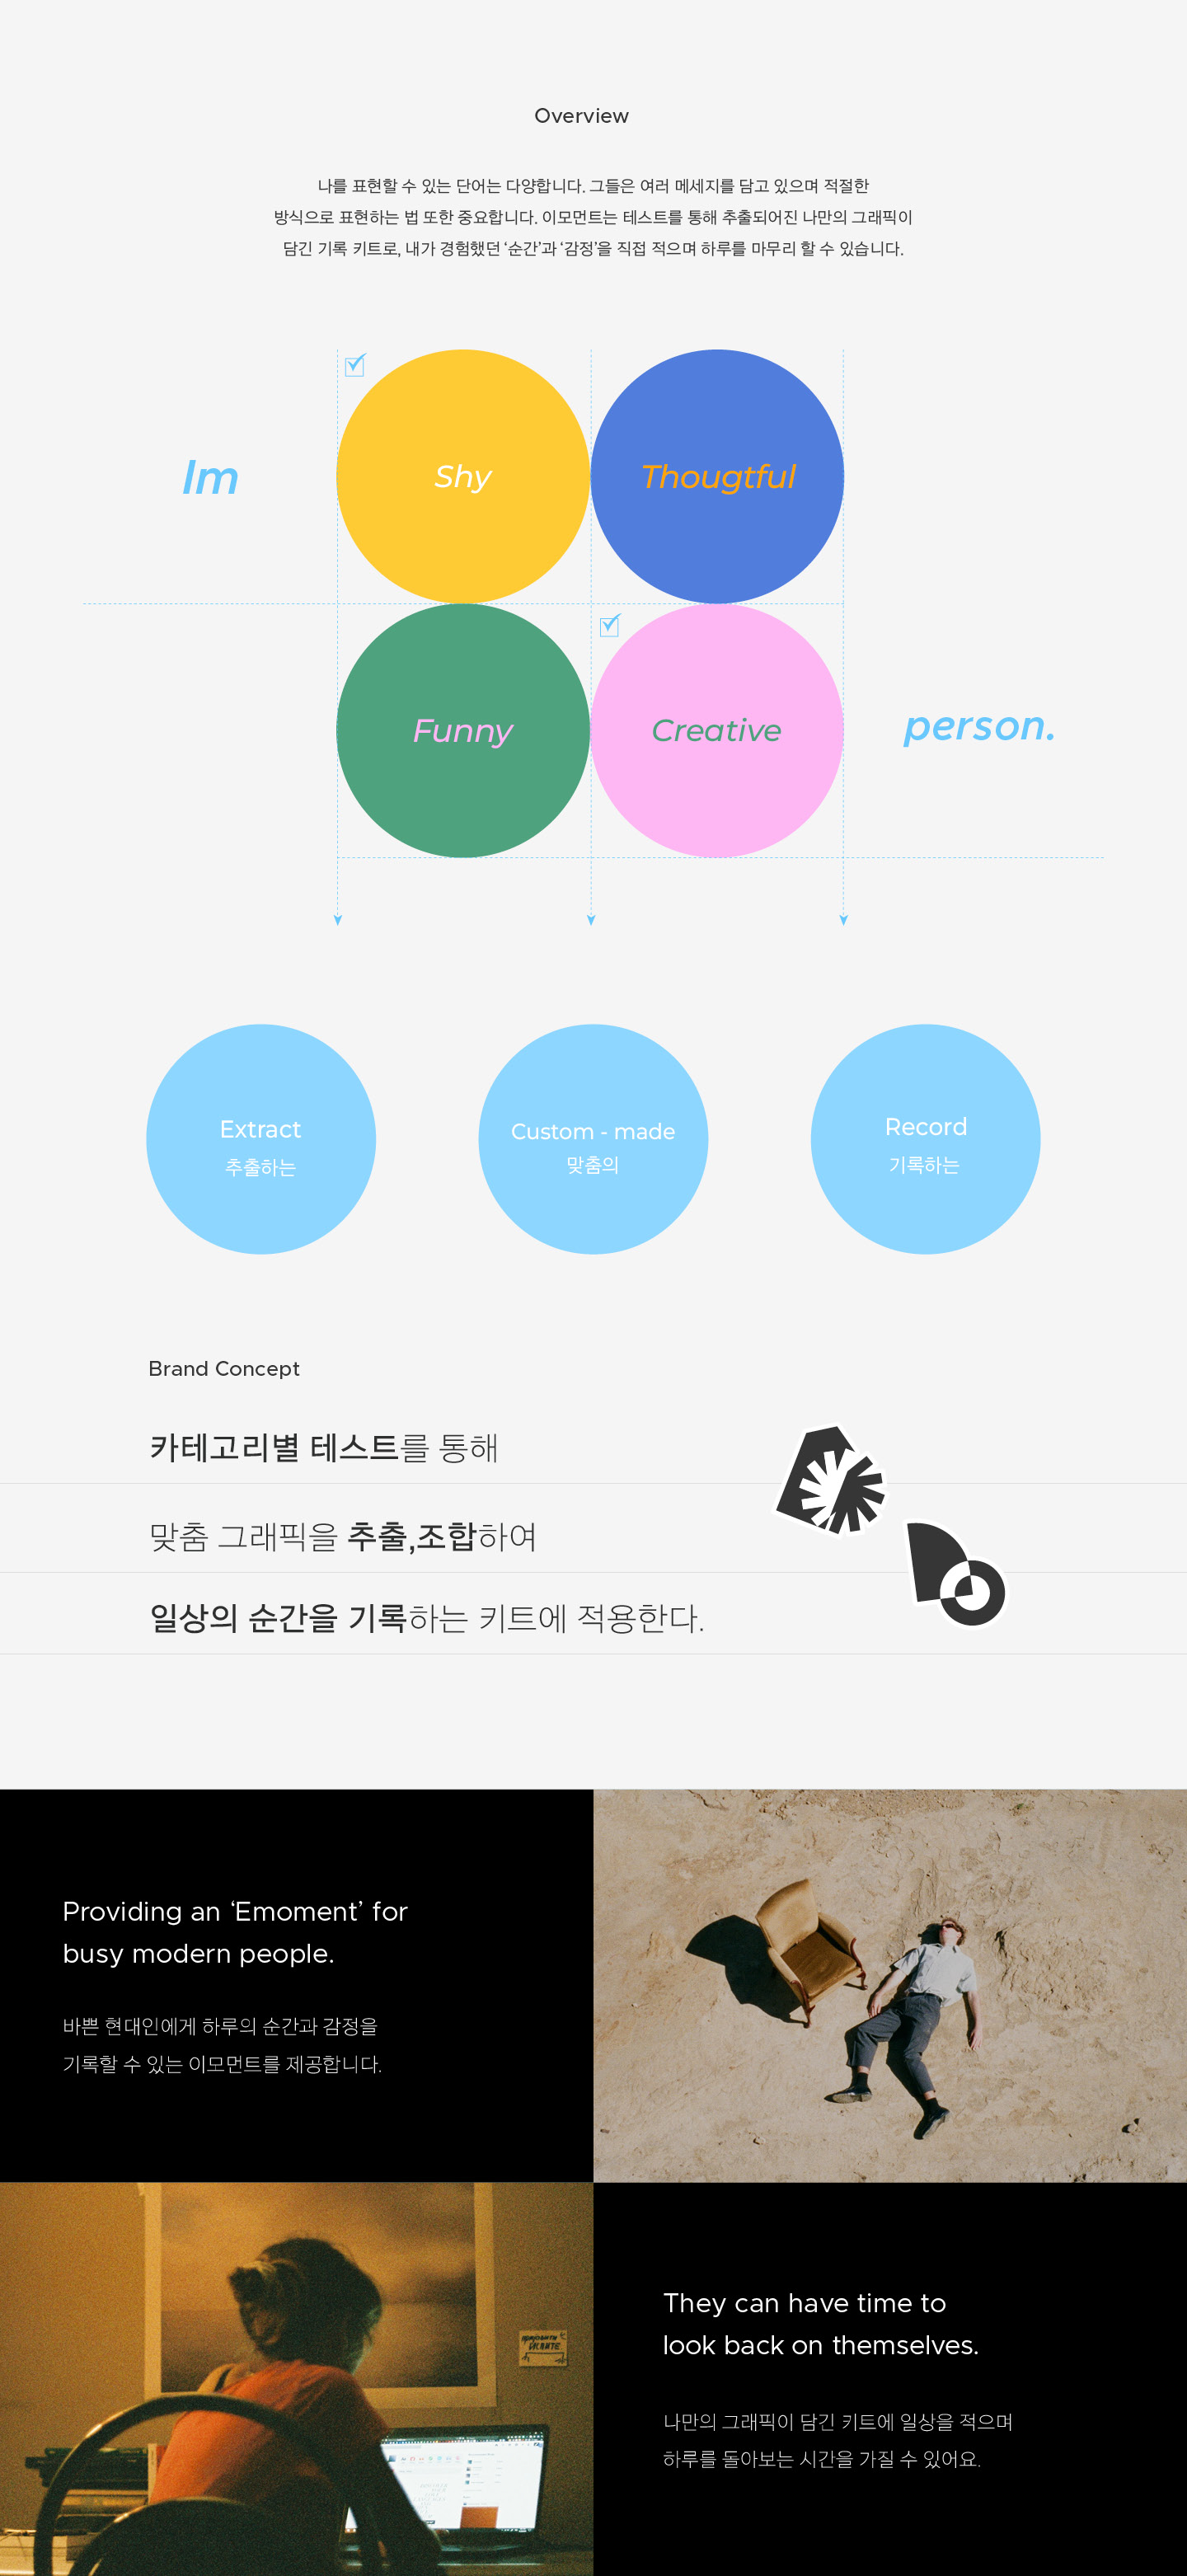 Overview
나를 표현할 수 있는 단어는 다양합니다. 그들은 여러 메세지를 담고 있으며 적절한
방식으로 표현하는 법 또한 중요합니다. 이모먼트는 테스트를 통해 추출되어진 나만의 그래픽이
담긴 기록 키트로, 내가 경험했던 ‘순간’과 ‘감정’을 직접 적으며 하루를 마무리 할 수 있습니다.
Im
Shy
Thougtful
Funny
Creative
person.
Extract
추출하는
Custom - made
맞춤의
Record
기록하는
Brand Concept
카테고리별 테스트를 통해
맞춤 그래픽을 추출,조합하여
일상의 순간을 기록하는 키트에 적용한다.
Providing an ‘Emoment’ for
busy modern people.
바쁜 현대인에게 하루의 순간과 감정을
기록할 수 있는 이모먼트를 제공합니다.
They can have time to
look back on themselves.
나만의 그래픽이 담긴 키트에 일상을 적으며
하루를 돌아보는 시간을 가질 수 있어요.